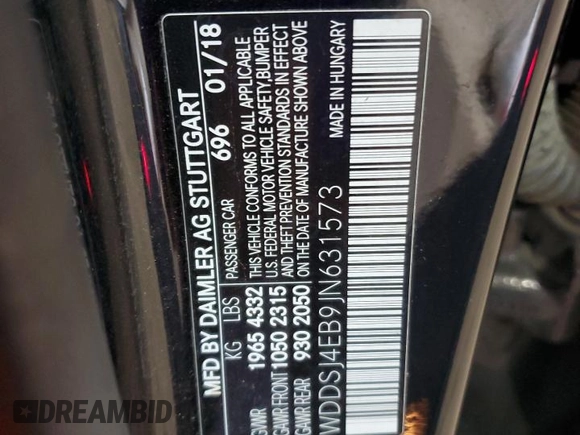 MFD BY DAIMLER AG STUTTGART
696 01/18
KG LBS PASSENGER CAR
GVWR 1965 4332
GAWR FRONT 1050 2315
GAWR REAR 930 2050
THIS VEHICLE CONFORMS TO ALL APPLICABLE
U.S. FEDERAL MOTOR VEHICLE SAFETY, BUMPER
AND THEFT PREVENTION STANDARDS IN EFFECT
ON THE DATE OF MANUFACTURE SHOWN ABOVE
MADE IN HUNGARY
WDDSJ4EB9JN631573
DREAMBID